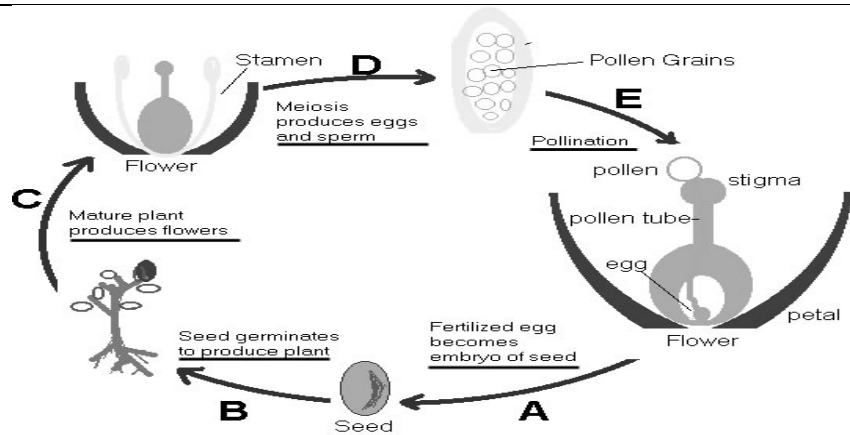 Stamen
D
Pollen Grains
Meiosis
produces eggs
and sperm
E
Pollination
Flower
pollen
stigma
C
Mature plant
produces flowers
pollen tube
egg
petal
Flower
Seed germinates
to produce plant
Fertilized egg
becomes
embryo of seed
B
Seed
A